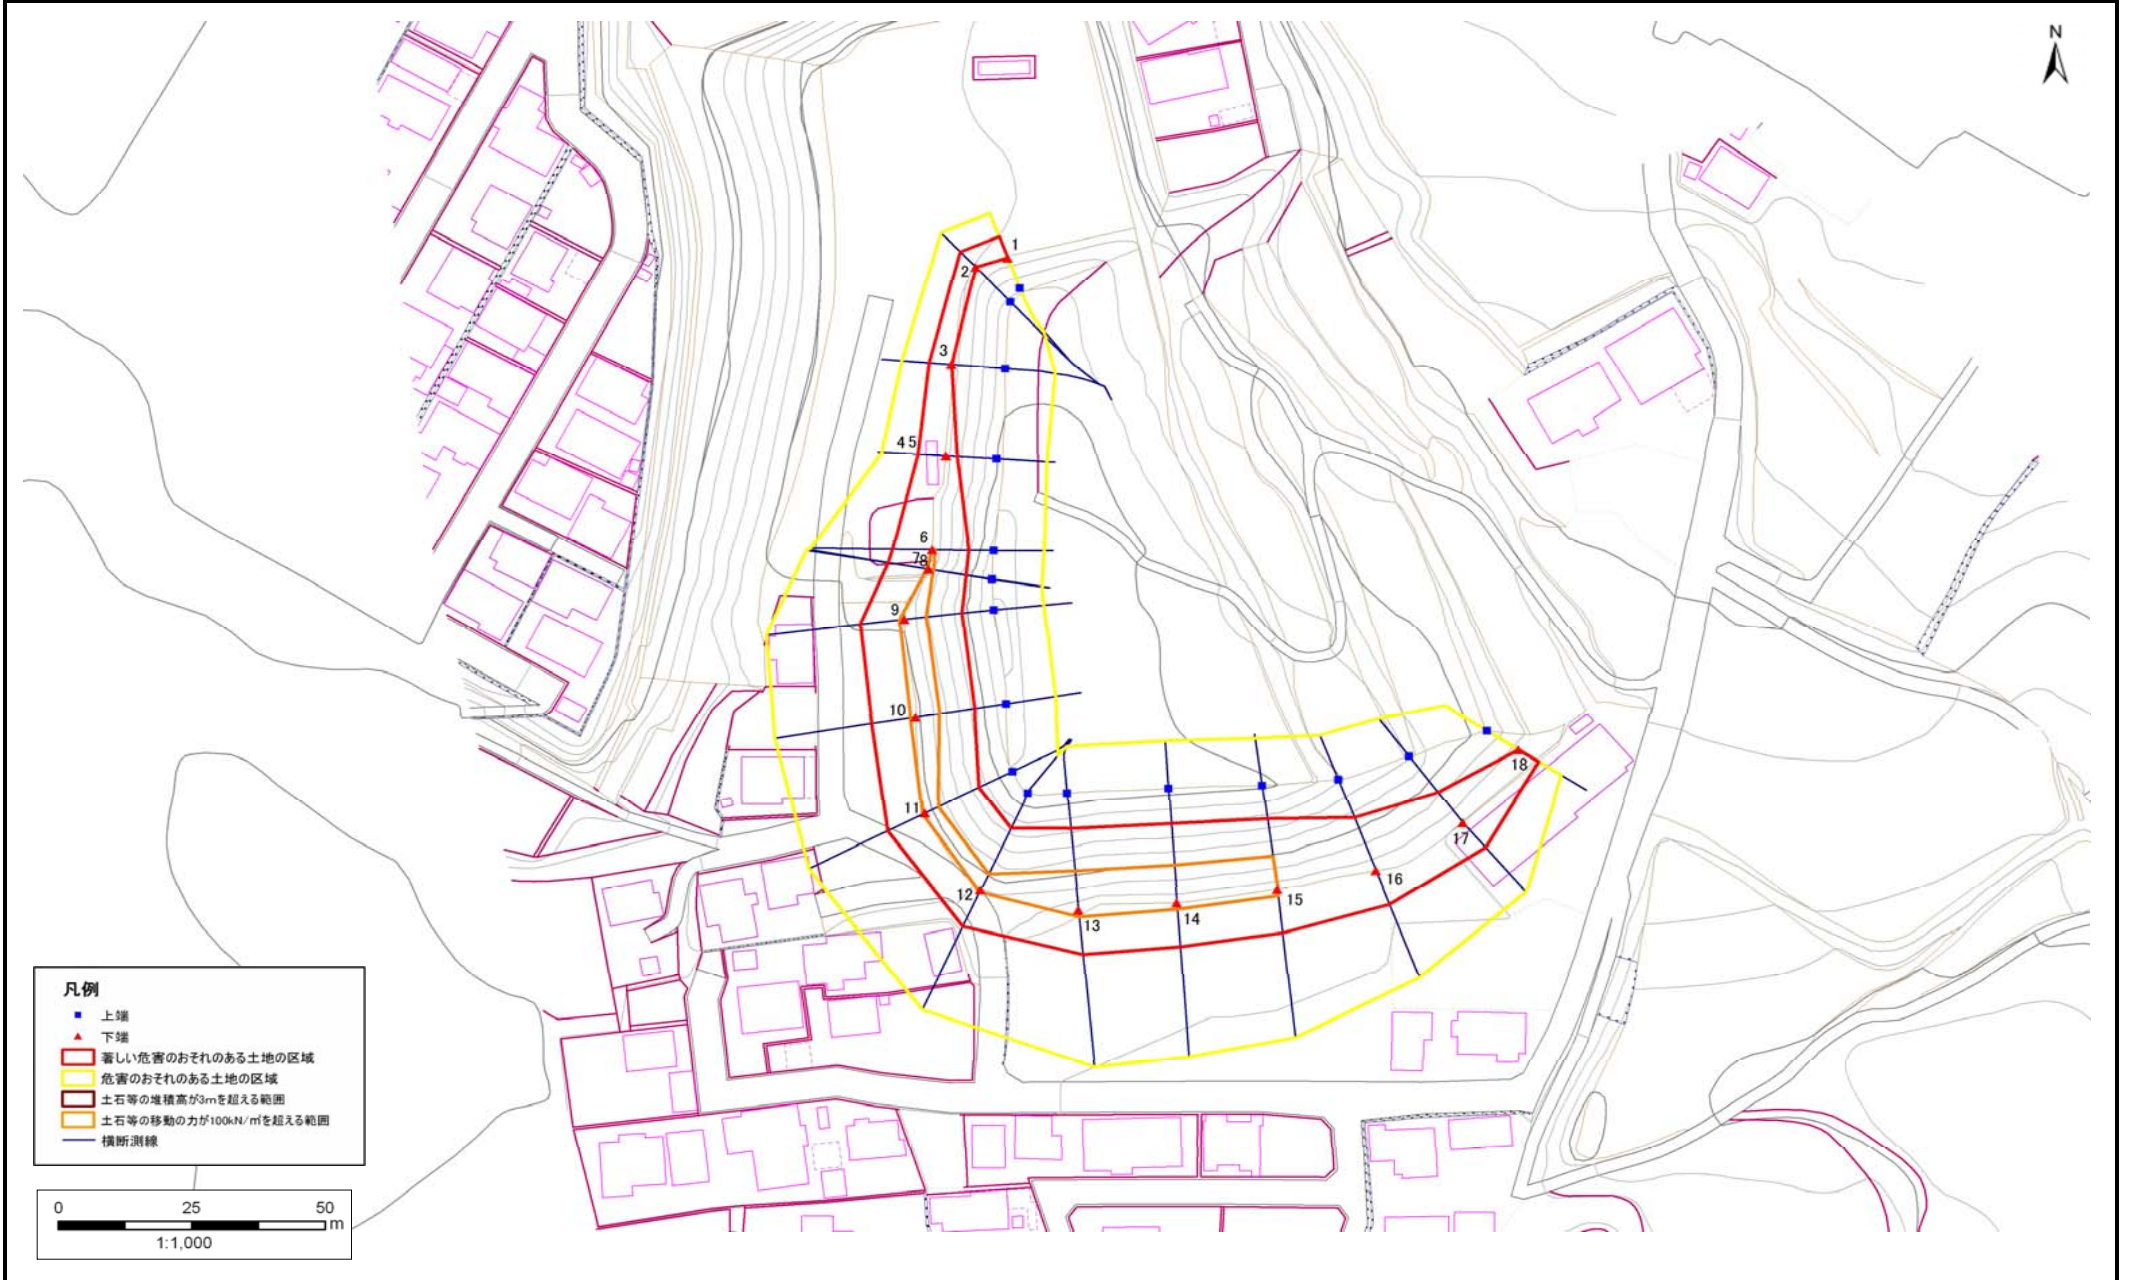 N
1
2
3
4 5
6
7 8
9
10
11
12
13
14
15
16
17
18
凡例
上端
下端
著しい危害のおそれのある土地の区域
危害のおそれのある土地の区域
土石等の堆積高が3mを超える範囲
土石等の移動の力が100kN/㎡を超える範囲
横断測線
0 25 50
m
1:1,000